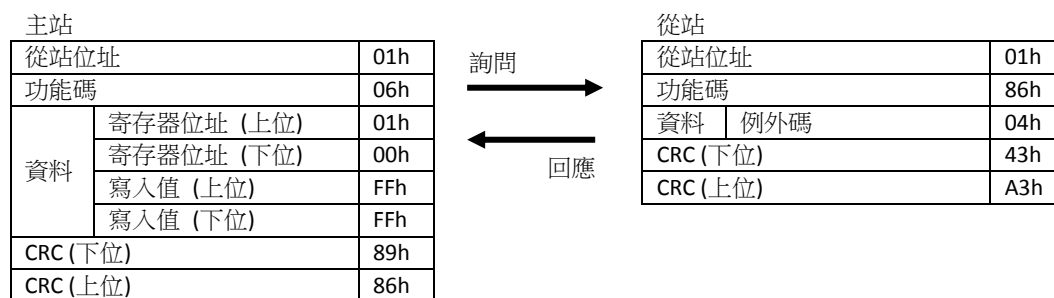 主站
從站位址 01h
功能碼 06h
資料
寄存器位址 (上位) 01h
寄存器位址 (下位) 00h
寫入值 (上位) FFh
寫入值 (下位) FFh
CRC (下位) 89h
CRC (上位) 86h
詢問
回應
從站
從站位址 01h
功能碼 86h
資料 例外碼 04h
CRC (下位) 43h
CRC (上位) A3h